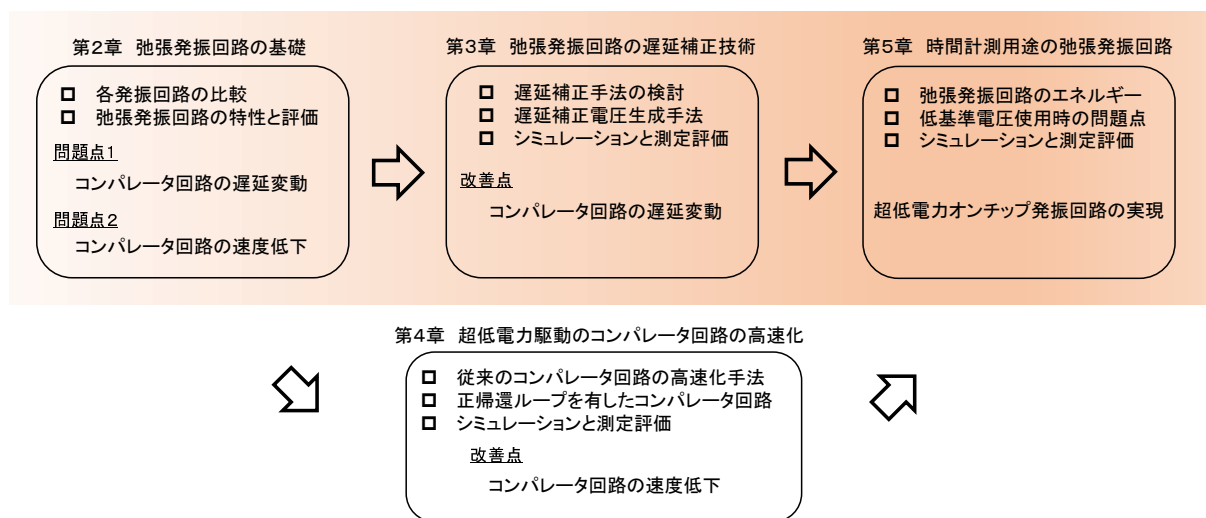 第2章 弛張発振回路の基礎
□ 各発振回路の比較
□ 弛張発振回路の特性と評価
問題点1
コンパレータ回路の遅延変動
問題点2
コンパレータ回路の速度低下
第3章 弛張発振回路の遅延補正技術
□ 遅延補正手法の検討
□ 遅延補正電圧生成手法
□ シミュレーションと測定評価
改善点
コンパレータ回路の遅延変動
第5章 時間計測用途の弛張発振回路
□ 弛張発振回路のエネルギー
□ 低基準電圧使用時の問題点
□ シミュレーションと測定評価
超低電力オンチップ発振回路の実現
第4章 超低電力駆動のコンパレータ回路の高速化
□ 従来のコンパレータ回路の高速化手法
□ 正帰還ループを有したコンパレータ回路
□ シミュレーションと測定評価
改善点
コンパレータ回路の速度低下